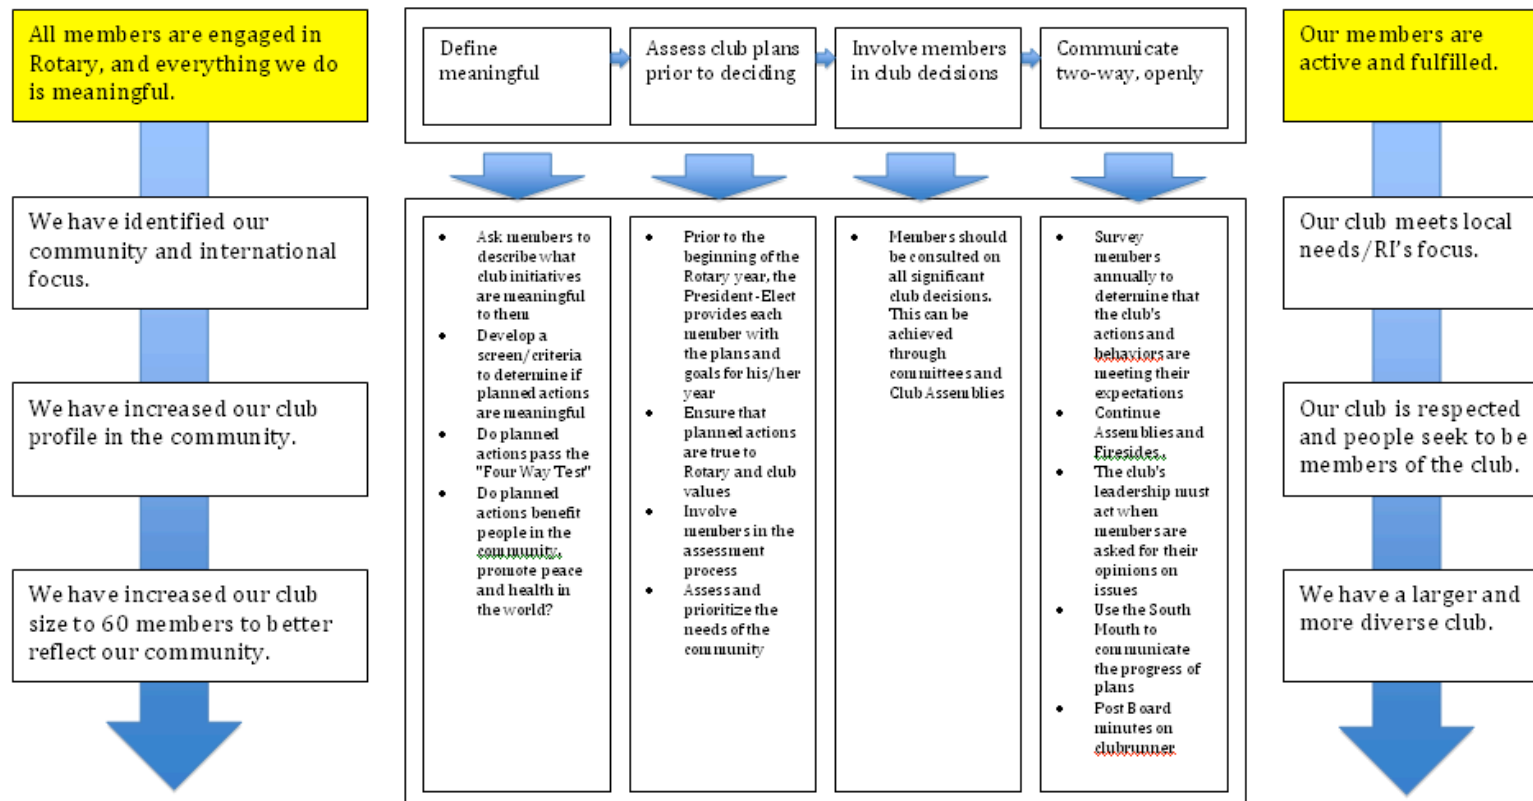 All members are engaged in
Rotary, and everything we do
is meaningful.
We have identified our
community and international
focus.
We have increased our club
profile in the community.
We have increased our club
size to 60 members to better
reflect our community.
Define
meaningful
Assess club plans
prior to deciding
Involve members
in club decisions
Communicate
two-way, openly
• Ask members to
describe what
club initiatives
are meaningful
to them
• Develop a
screen/criteria
to determine if
planned actions
are meaningful
• Do planned
actions pass the
"Four Way Test"
• Do planned
actions benefit
people in the
community,
promote peace
and health in
the world?
• Prior to the
beginning of the
Rotary year, the
President-Elect
provides each
member with
the plans and
goals for his/her
year
• Ensure that
planned actions
are true to
Rotary and club
values
• Involve
members in the
assessment
process
• Assess and
prioritize the
needs of the
community
• Members should
be consulted on
all significant
club decisions.
This can be
achieved
through
committees and
Club Assemblies
• Survey
members
annually to
determine that
the club's
actions and
behaviors are
meeting their
expectations
• Continue
Assemblies and
Firesides.
• The club's
leadership must
act when
members are
asked for their
opinions on
issues
• Use the South
Mouth to
communicate
the progress of
plans
• Post Board
minutes on
clubrunner
Our members are
active and fulfilled.
Our club meets local
needs/RI's focus.
Our club is respected
and people seek to be
members of the club.
We have a larger and
more diverse club.